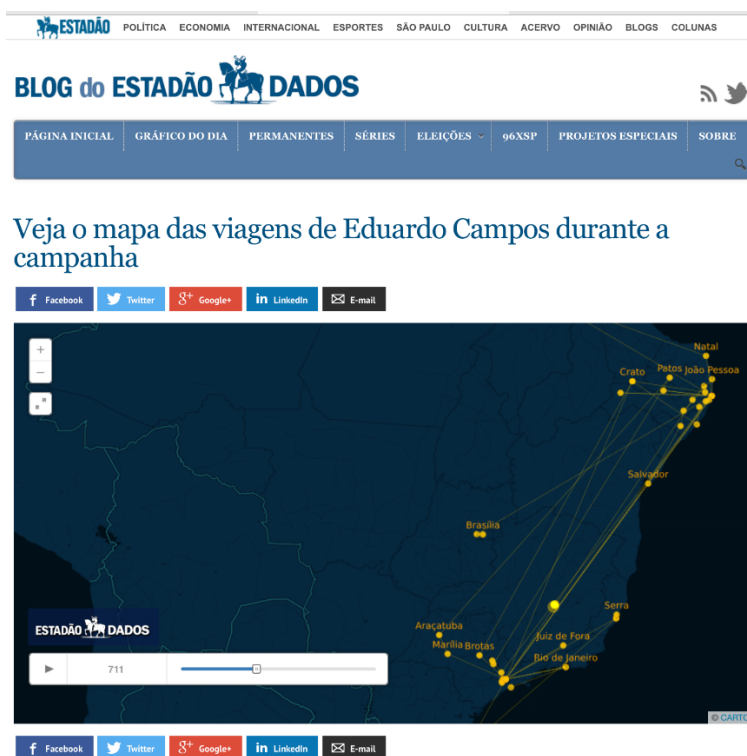 ESTADÃO POLÍTICA ECONOMIA INTERNACIONAL ESPORTES SÃO PAULO CULTURA ACERVO OPINIÃO BLOGS COLUNAS
BLOG do ESTADÃO DADOS
PÁGINA INICIAL GRÁFICO DO DIA PERMANENTES SÉRIES ELEIÇÕES 96XSP PROJETOS ESPECIAIS SOBRE
Veja o mapa das viagens de Eduardo Campos durante a
campanha
f Facebook Twitter g+ Google+ in LinkedIn E-mail
+
−
Natal
Crato Patos João Pessoa
Salvador
Brasília
Serra
Araçatuba
Juiz de Fora
Marília Brotas
Rio de Janeiro
ESTADÃO DADOS
711
© CARTO
f Facebook Twitter g+ Google+ in LinkedIn E-mail